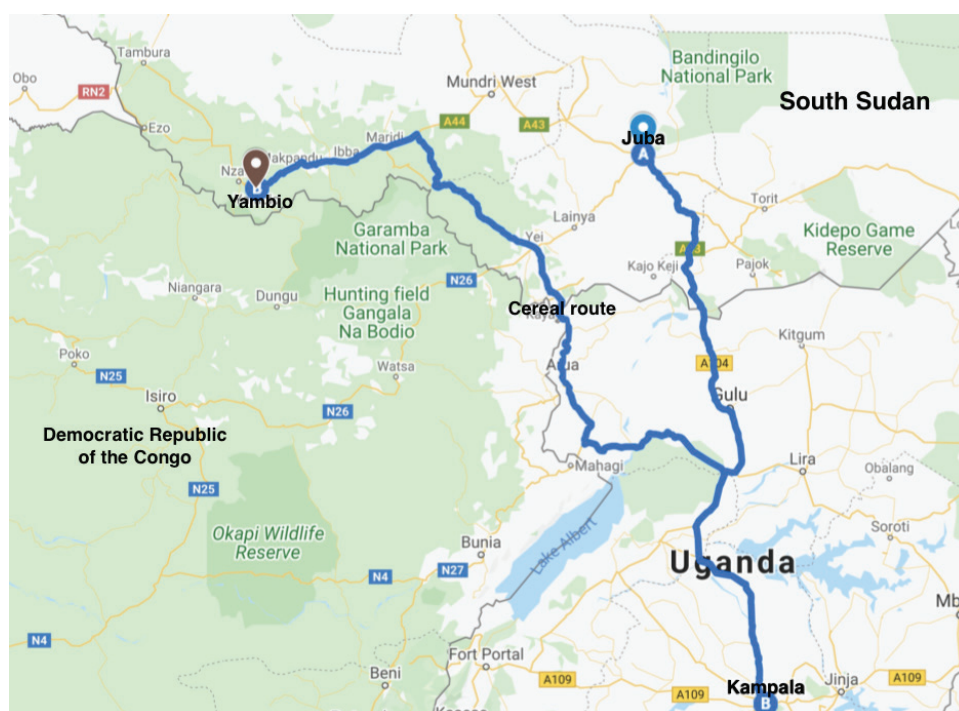 Tambura
Obo
RN2
Ezo
Mundri West
Bandingilo
National Park
South Sudan
A44
A43
Juba
A
Maridi
Ibba
Makpandu
Nza
B
Yambio
Torit
Lainya
Yei
Kidepo Game
Reserve
Garamba
National Park
Kajo Keji
Pajok
N26
Niangara
Dungu
Hunting field
Gangala
Na Bodio
Cereal route
Kaya
Kitgum
Poko
N25
Watsa
Arua
A104
Gulu
Isiro
N26
Democratic Republic
of the Congo
Mahagi
Lira
Obalang
N25
Okapi Wildlife
Reserve
Lake Albert
Soroti
Bunia
Uganda
N4
N27
Mb
N4
Fort Portal
Beni
A109
A109
Kampala
B
Jinja